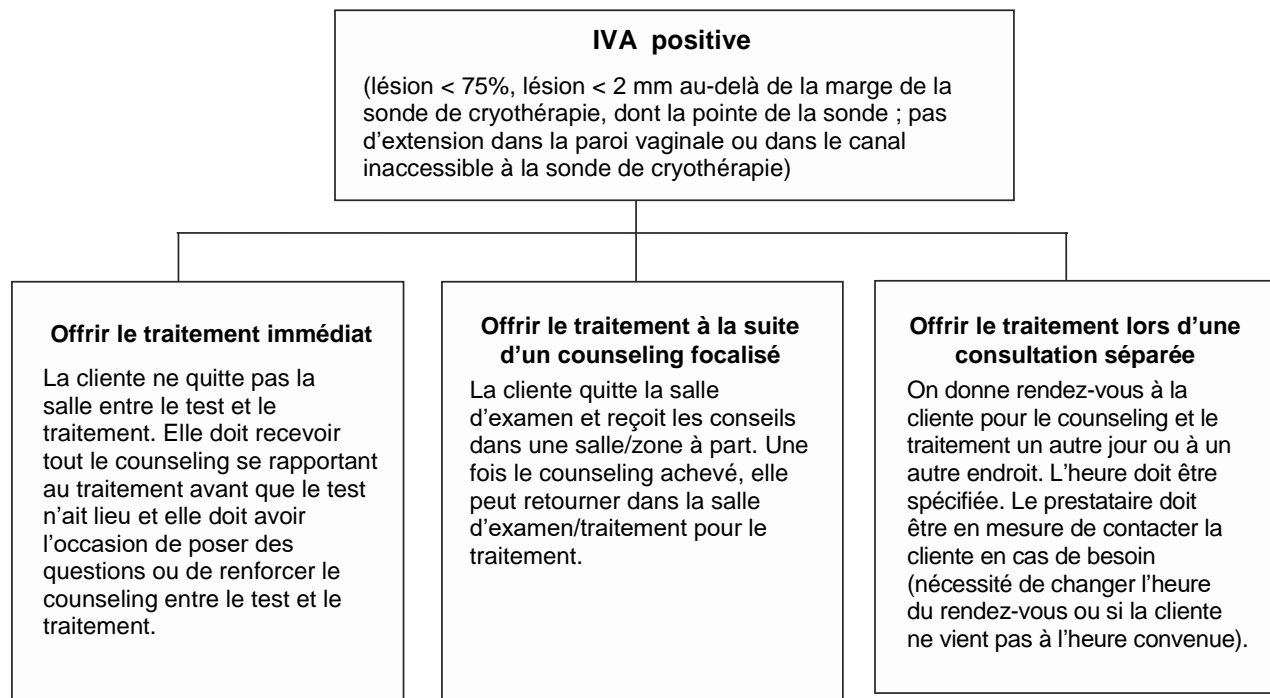 IVA positive
(lésion < 75%, lésion < 2 mm au-delà de la marge de la
sonde de cryothérapie, dont la pointe de la sonde ; pas
d'extension dans la paroi vaginale ou dans le canal
inaccessible à la sonde de cryothérapie)
Offrir le traitement immédiat
La cliente ne quitte pas la
salle entre le test et le
traitement. Elle doit recevoir
tout le counseling se rapportant
au traitement avant que le test
n'ait lieu et elle doit avoir
l'occasion de poser des
questions ou de renforcer le
counseling entre le test et le
traitement.
Offrir le traitement à la suite
d'un counseling focalisé
La cliente quitte la salle
d'examen et reçoit les conseils
dans une salle/zone à part. Une
fois le counseling achevé, elle
peut retourner dans la salle
d'examen/traitement pour le
traitement.
Offrir le traitement lors d'une
consultation séparée
On donne rendez-vous à la
cliente pour le counseling et le
traitement un autre jour ou à un
autre endroit. L'heure doit être
spécifiée. Le prestataire doit
être en mesure de contacter la
cliente en cas de besoin
(nécessité de changer l'heure
du rendez-vous ou si la cliente
ne vient pas à l'heure convenue).